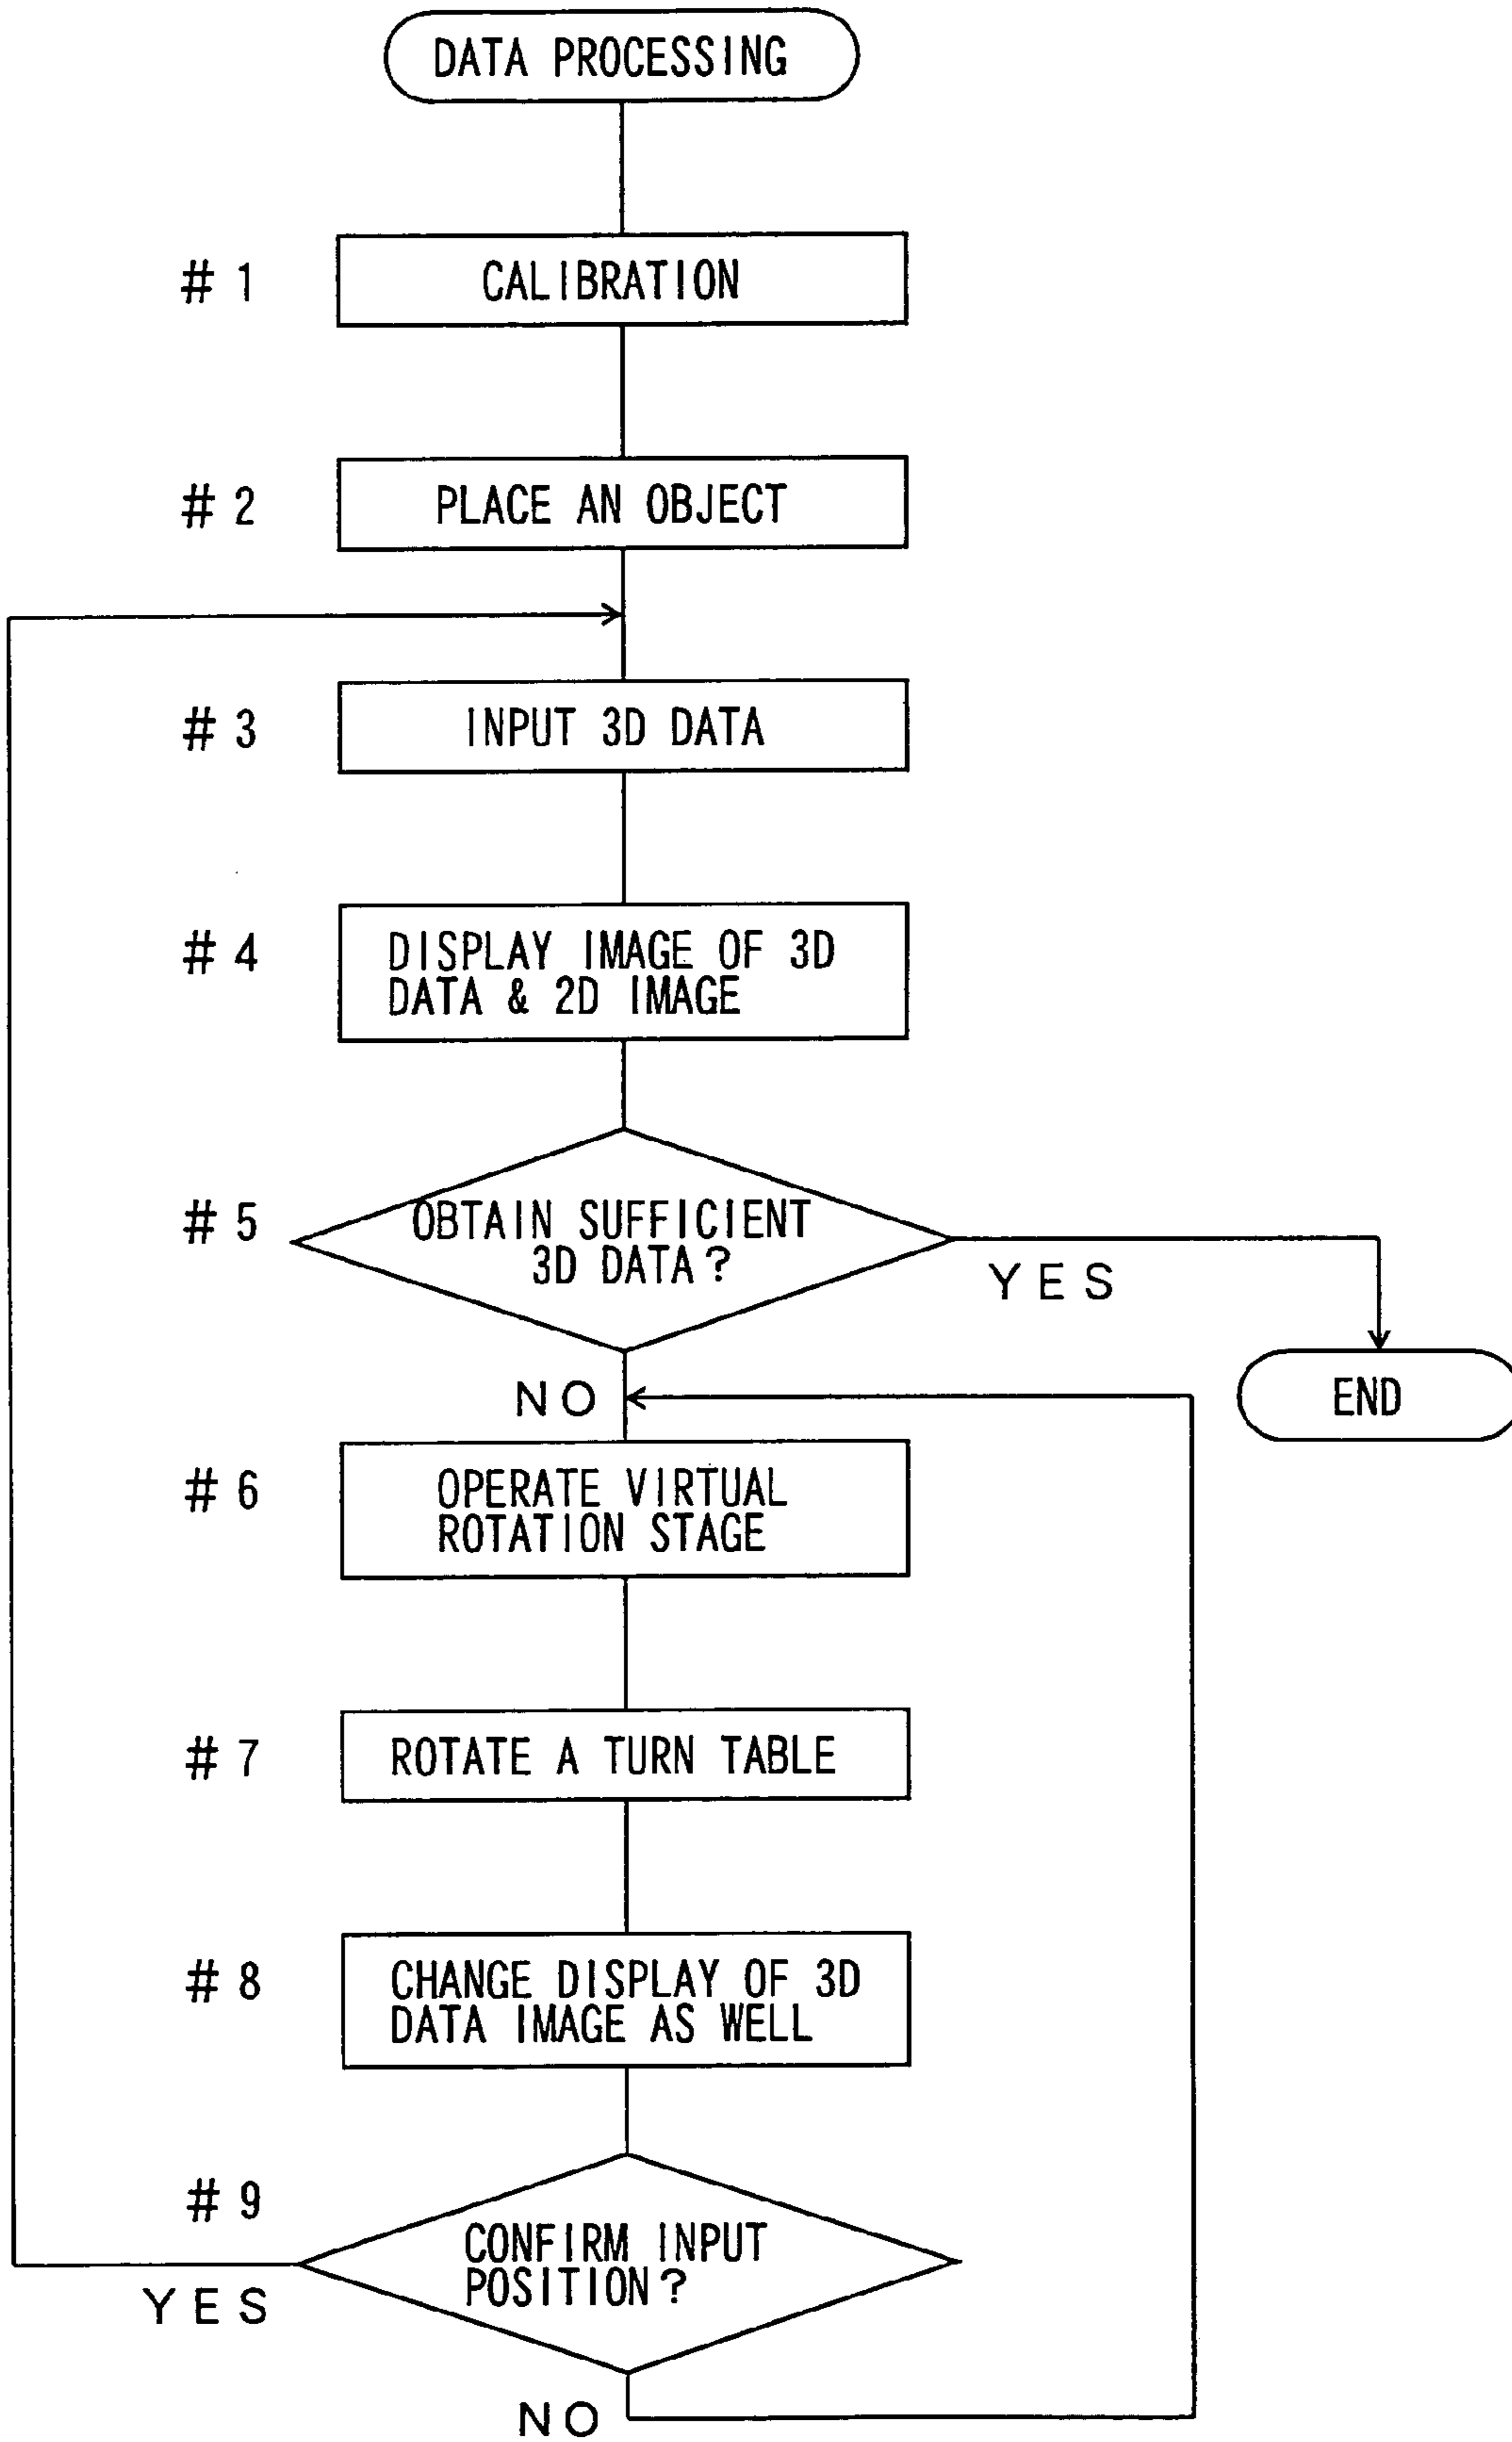 DATA PROCESSING
#1
CALIBRATION
#2
PLACE AN OBJECT
#3
INPUT 3D DATA
#4
DISPLAY IMAGE OF 3D
DATA & 2D IMAGE
#5
OBTAIN SUFFICIENT
3D DATA?
YES
NO
END
#6
OPERATE VIRTUAL
ROTATION STAGE
#7
ROTATE A TURN TABLE
#8
CHANGE DISPLAY OF 3D
DATA IMAGE AS WELL
#9
CONFIRM INPUT
POSITION?
YES
NO